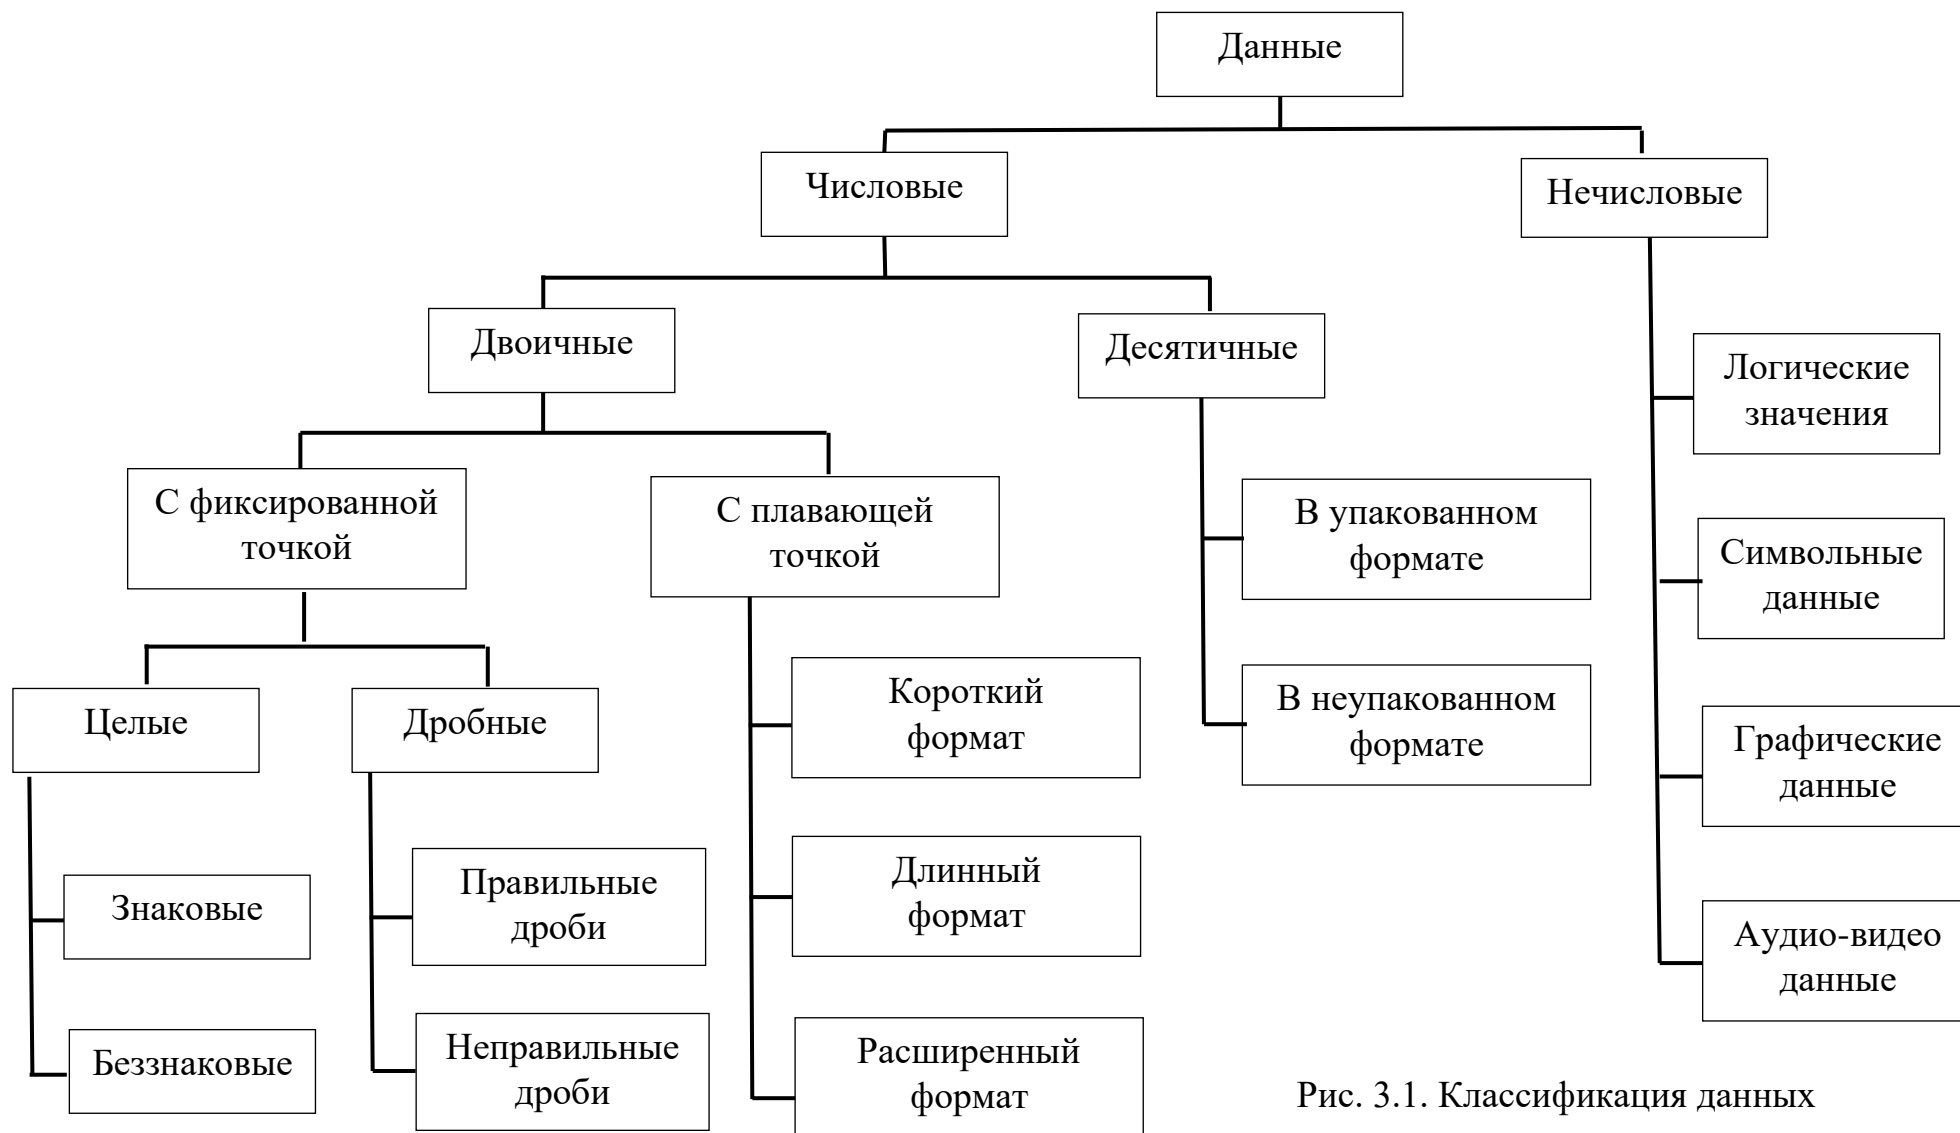 Данные
Числовые
Нечисловые
Двоичные
Десятичные
Логические
значения
С фиксированной
точкой
С плавающей
точкой
В упакованном
формате
Символьные
данные
Целые
Дробные
Короткий
формат
В неупакованном
формате
Графические
данные
Знаковые
Правильные
дроби
Длинный
формат
Аудио-видео
данные
Беззнаковые
Неправильные
дроби
Расширенный
формат
Рис. 3.1. Классификация данных